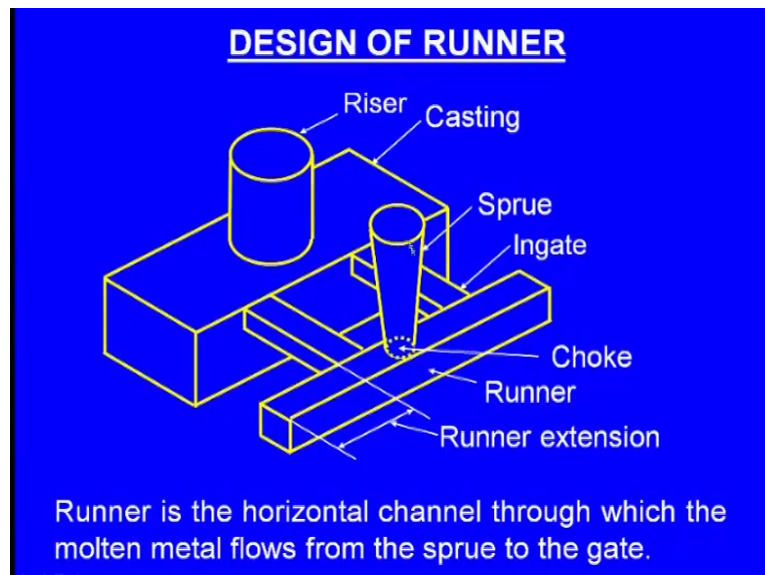 DESIGN OF RUNNER
Riser
Casting
Sprue
Ingate
Choke
Runner
Runner extension
Runner is the horizontal channel through which the
molten metal flows from the sprue to the gate.